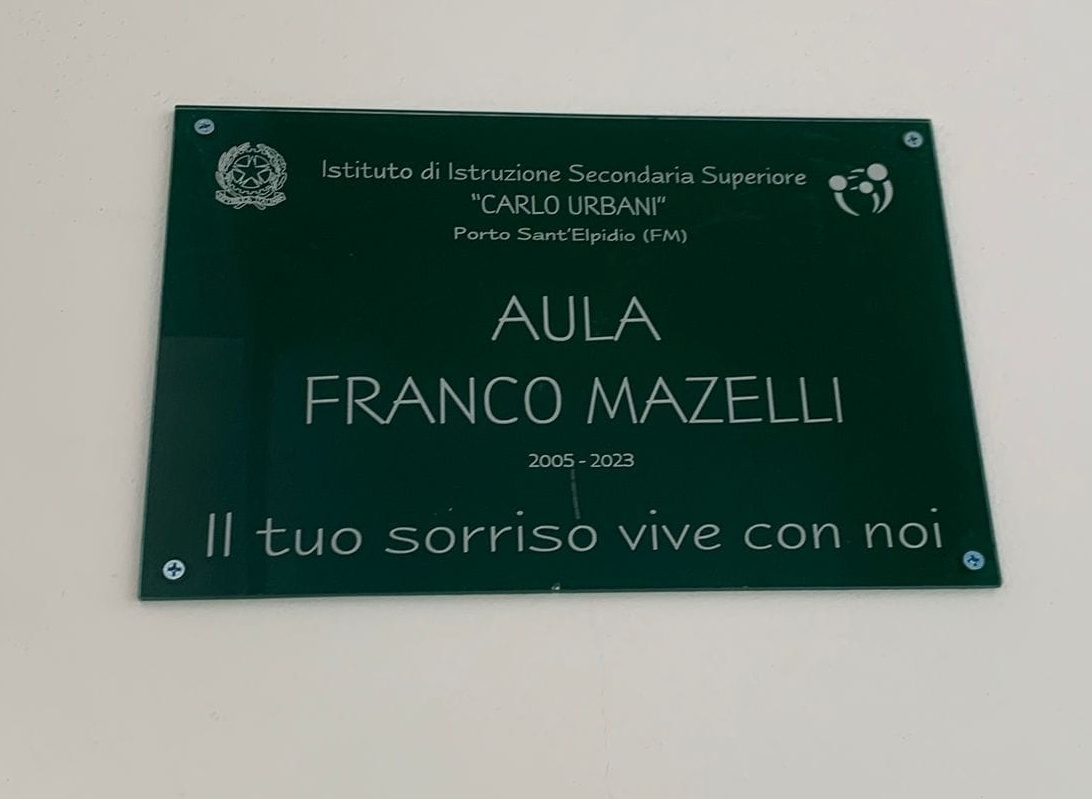 Istituto di Istruzione Secondaria Superiore
"CARLO URBANI"
Porto Sant'Elpidio (FM)
AULA
FRANCO MAZELLI
2005 - 2023
Il tuo sorriso vive con noi